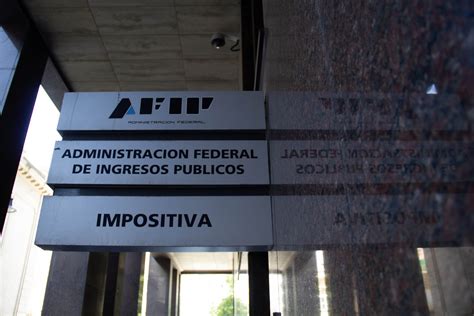 AFIP
ADMINISTRACION FEDERAL
ADMINISTRACION FEDERAL
DE INGRESOS PUBLICOS
IMPOSITIVA